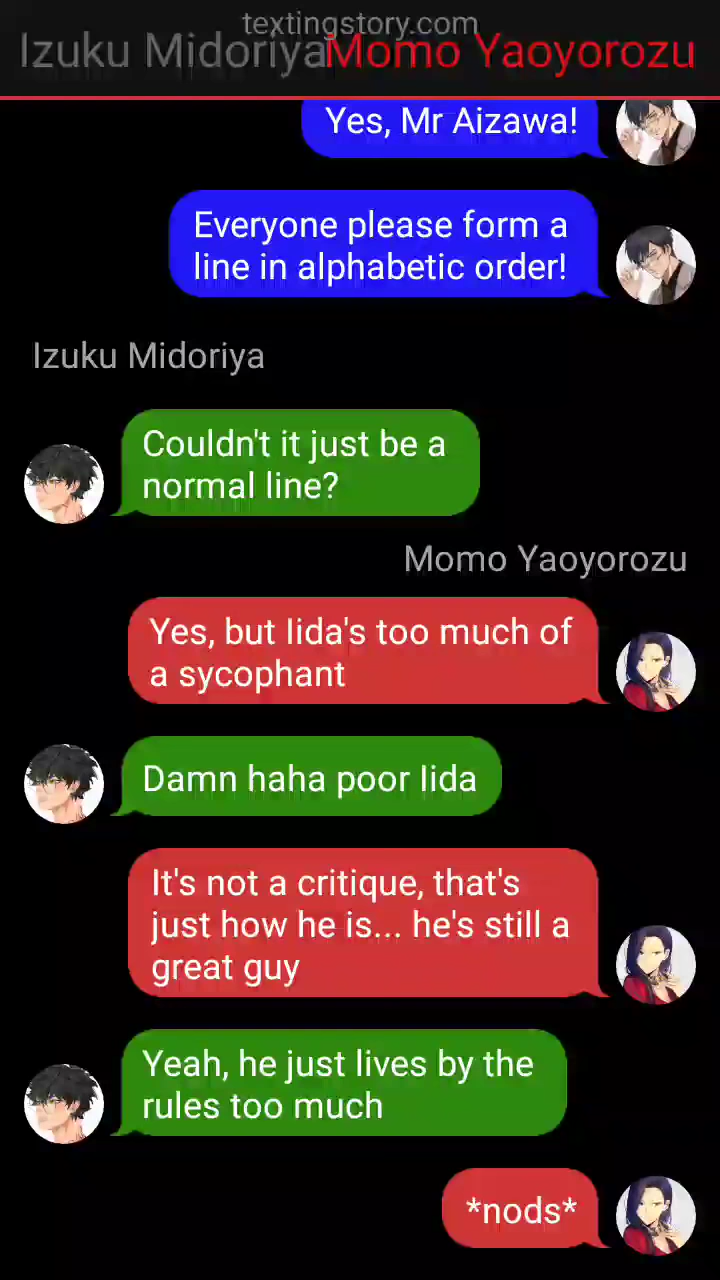 textingstory.com
Izuku Midoriya Momo Yaoyorozu
Yes, Mr Aizawa!
Everyone please form a
line in alphabetic order!
Izuku Midoriya
Couldn't it just be a
normal line?
Momo Yaoyorozu
Yes, but Iida's too much of
a sycophant
Damn haha poor Iida
It's not a critique, that's
just how he is... he's still a
great guy
Yeah, he just lives by the
rules too much
*nods*